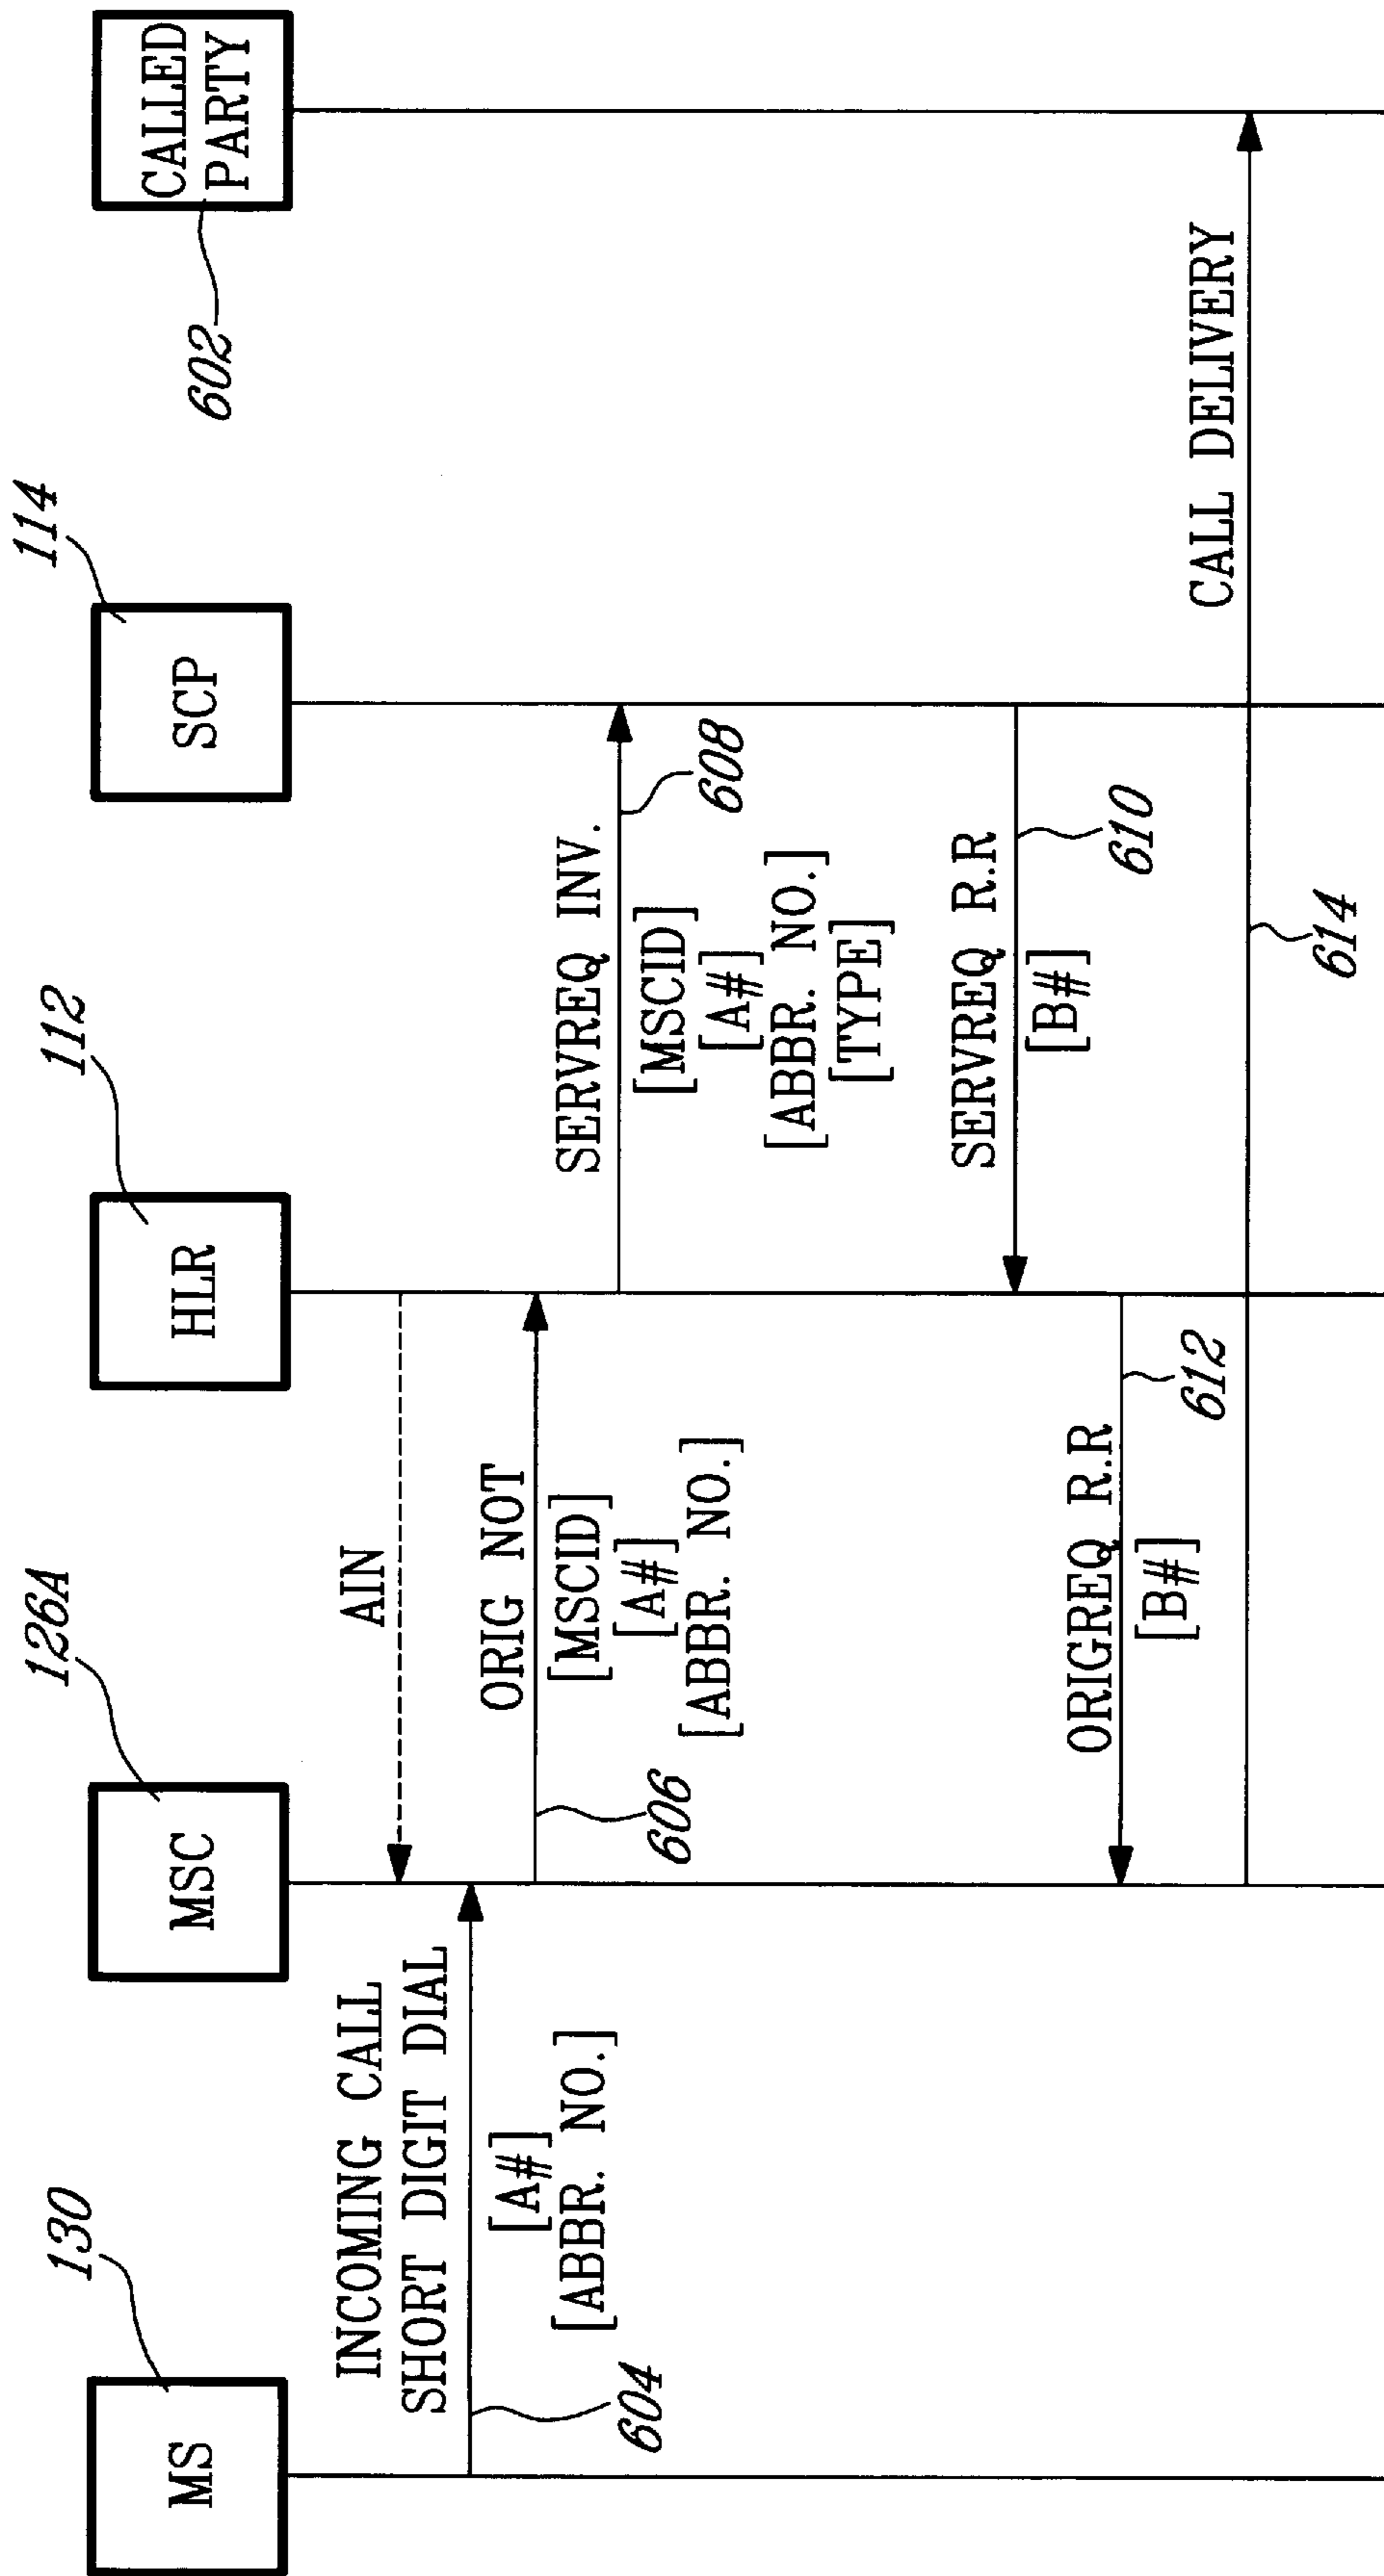 130
MS
126A
MSC
112
HLR
114
SCP
CALLED
PARTY
602
AIN
INCOMING CALL
SHORT DIGIT DIAL
[A#]
[ABBR. NO.]
604
ORIG NOT
[MSCID]
[A#]
[ABBR. NO.]
606
SERVREQ INV.
608
[MSCID]
[A#]
[ABBR. NO.]
[TYPE]
SERVREQ R.R
610
[B#]
ORIGREQ R.R
612
[B#]
CALL DELIVERY
614